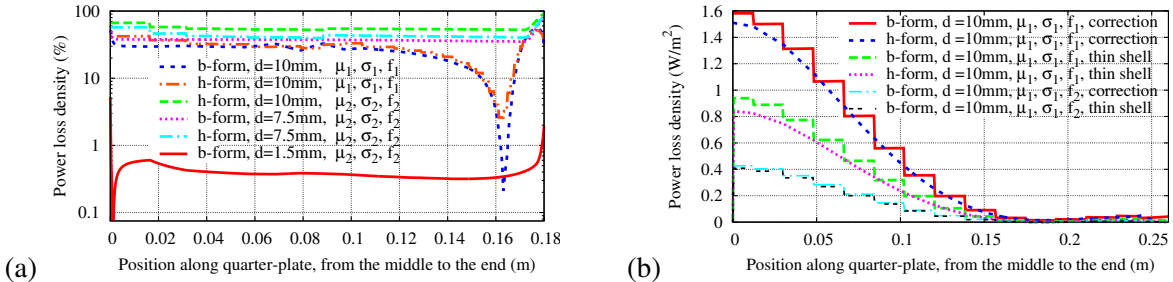 (a)
Power loss density (%)
100
10
1
0.1
b-form, d=10mm, μ1, σ1, f1
h-form, d=10mm, μ1, σ1, f1
h-form, d=10mm, μ2, σ2, f2
b-form, d=7.5mm, μ2, σ2, f2
h-form, d=7.5mm, μ2, σ2, f2
b-form, d=1.5mm, μ2, σ2, f2
0 0.02 0.04 0.06 0.08 0.1 0.12 0.14 0.16 0.18
Position along quarter-plate, from the middle to the end (m)
(b)
Power loss density (W/m²)
1.6
1.4
1.2
1
0.8
0.6
0.4
0.2
0
b-form, d =10mm, μ1, σ1, f1, correction
h-form, d =10mm, μ1, σ1, f1, correction
b-form, d =10mm, μ1, σ1, f1, thin shell
h-form, d =10mm, μ1, σ1, f1, thin shell
b-form, d =10mm, μ1, σ1, f2, correction
b-form, d =10mm, μ1, σ1, f2, thin shell
0 0.05 0.1 0.15 0.2 0.25
Position along quarter-plate, from the middle to the end (m)